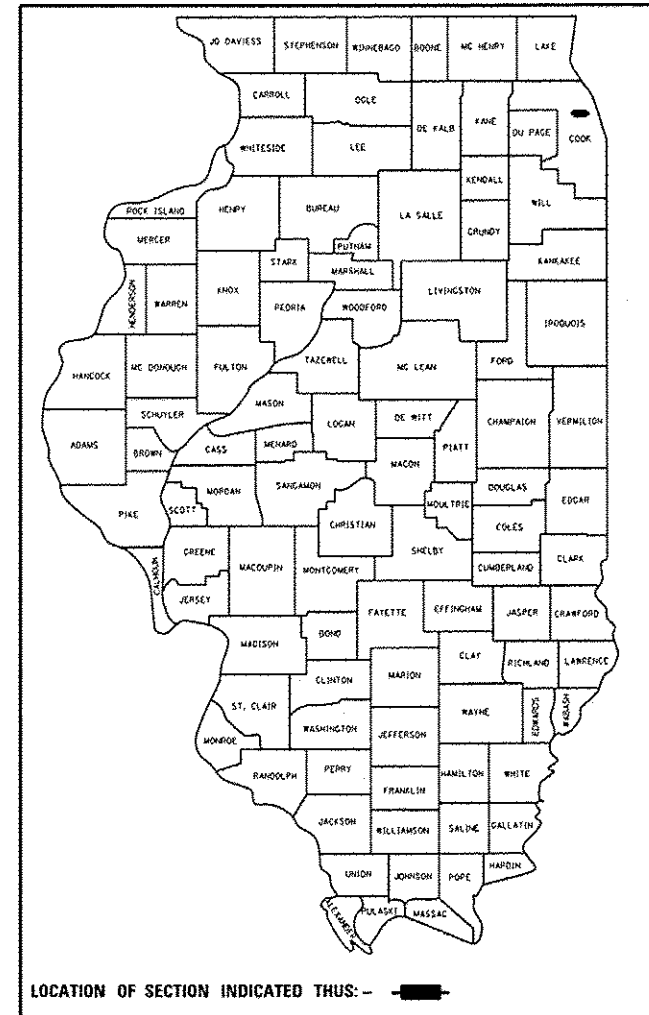 JO DAVIESS STEPHENSON WINNEBAGO BOONE MC HENRY LAKE
CARROLL OGLE DE KALB KANE DU PAGE COOK
WHITESIDE LEE KENDALL WILL
ROCK ISLAND HENRY BUREAU LA SALLE GRUNDY
MERCER PUTNAM KANKAKEE
STARK MARSHALL
HENDERSON WARREN KNOX PEORIA WOODFORD LIVINGSTON IROQUOIS
HANCOCK MC DONOUGH FULTON TAZEWELL MC LEAN FORD
SCHUYLER MASON LOGAN DE WITT CHAMPAIGN VERMILION
ADAMS BROWN CASS MENARD PIATT
MACON
PIKE SCOTT MORGAN SANGAMON CHRISTIAN MOULTRIE DOUGLAS EDGAR
COLES
CALHOUN GREENE MACOUPIN MONTGOMERY SHELBY CUMBERLAND CLARK
JERSEY FAYETTE EFFINGHAM JASPER CRAWFORD
MADISON BOND CLAY RICHLAND LAWRENCE
CLINTON MARION
ST. CLAIR WAYNE EDWARDS WABASH
MONROE WASHINGTON JEFFERSON
RANDOLPH PERRY HAMILTON WHITE
FRANKLIN
JACKSON WILLIAMSON SALINE GALLATIN
UNION JOHNSON POPE HARDIN
ALEXANDER PULASKI MASSAC
LOCATION OF SECTION INDICATED THUS: -